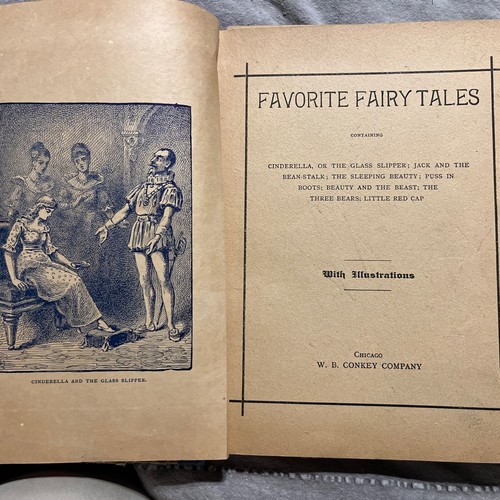 CINDERELLA AND THE GLASS SLIPPER.
FAVORITE FAIRY TALES
CONTAINING
CINDERELLA, OR THE GLASS SLIPPER; JACK AND THE
BEAN-STALK; THE SLEEPING BEAUTY; PUSS IN
BOOTS; BEAUTY AND THE BEAST; THE
THREE BEARS; LITTLE RED CAP
With Illustrations
CHICAGO
W. B. CONKEY COMPANY